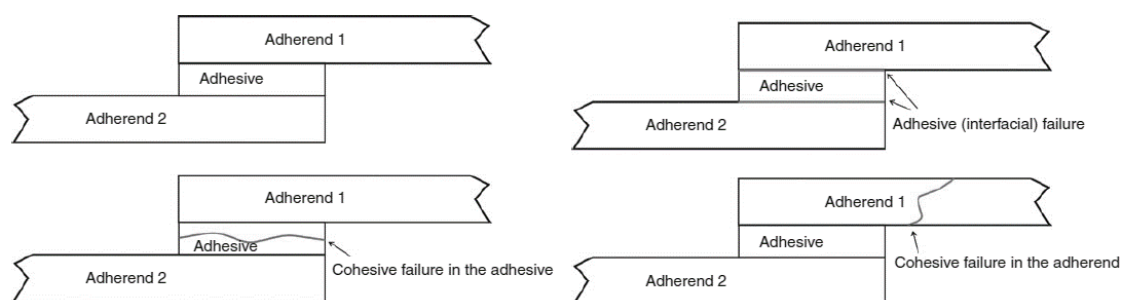 Adherend 1
Adhesive
Adherend 2
Adherend 1
Adhesive
Adherend 2
Adhesive (interfacial) failure
Adherend 1
Adhesive
Adherend 2
Cohesive failure in the adhesive
Adherend 1
Adhesive
Adherend 2
Cohesive failure in the adherend